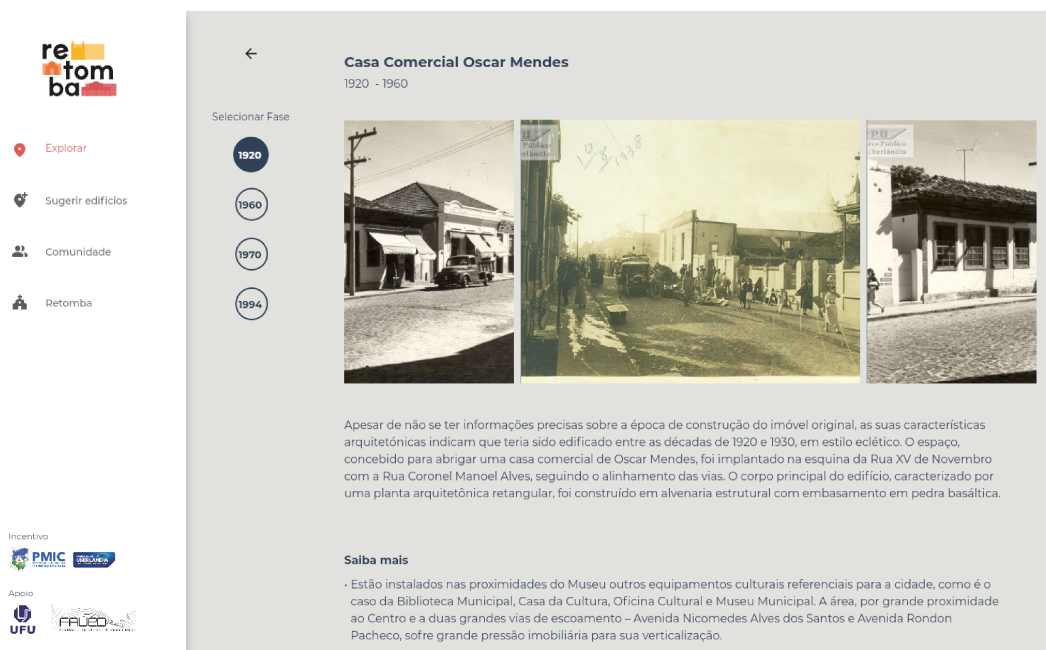 re
tom
ba
Explorar
Sugerir edifícios
Comunidade
Retomba
Incentivo
PMIC
UBERLÂNDIA
Apoio
UFU
FAUED
Selecionar Fase
1920
1960
1970
1994
Casa Comercial Oscar Mendes
1920 - 1960
Público
1938
Público
Uberlândia
Apesar de não se ter informações precisas sobre a época de construção do imóvel original, as suas características
arquitetónicas indicam que teria sido edificado entre as décadas de 1920 e 1930, em estilo eclético. O espaço,
concebido para abrigar uma casa comercial de Oscar Mendes, foi implantado na esquina da Rua XV de Novembro
com a Rua Coronel Manoel Alves, seguindo o alinhamento das vias. O corpo principal do edifício, caracterizado por
uma planta arquitetônica retangular, foi construído em alvenaria estrutural com embasamento em pedra basáltica.
Saiba mais
• Estão instalados nas proximidades do Museu outros equipamentos culturais referenciais para a cidade, como é o
caso da Biblioteca Municipal, Casa da Cultura, Oficina Cultural e Museu Municipal. A área, por grande proximidade
ao Centro e a duas grandes vias de escoamento – Avenida Nicomedes Alves dos Santos e Avenida Rondon
Pacheco, sofre grande pressão imobiliária para sua verticalização.